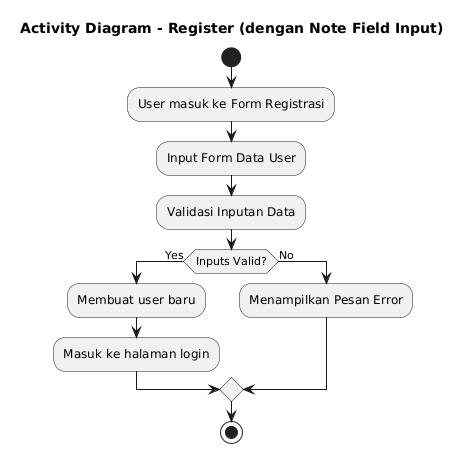 Activity Diagram - Register (dengan Note Field Input)
User masuk ke Form Registrasi
Input Form Data User
Validasi Inputan Data
Yes
Inputs Valid?
No
Membuat user baru
Menampilkan Pesan Error
Masuk ke halaman login